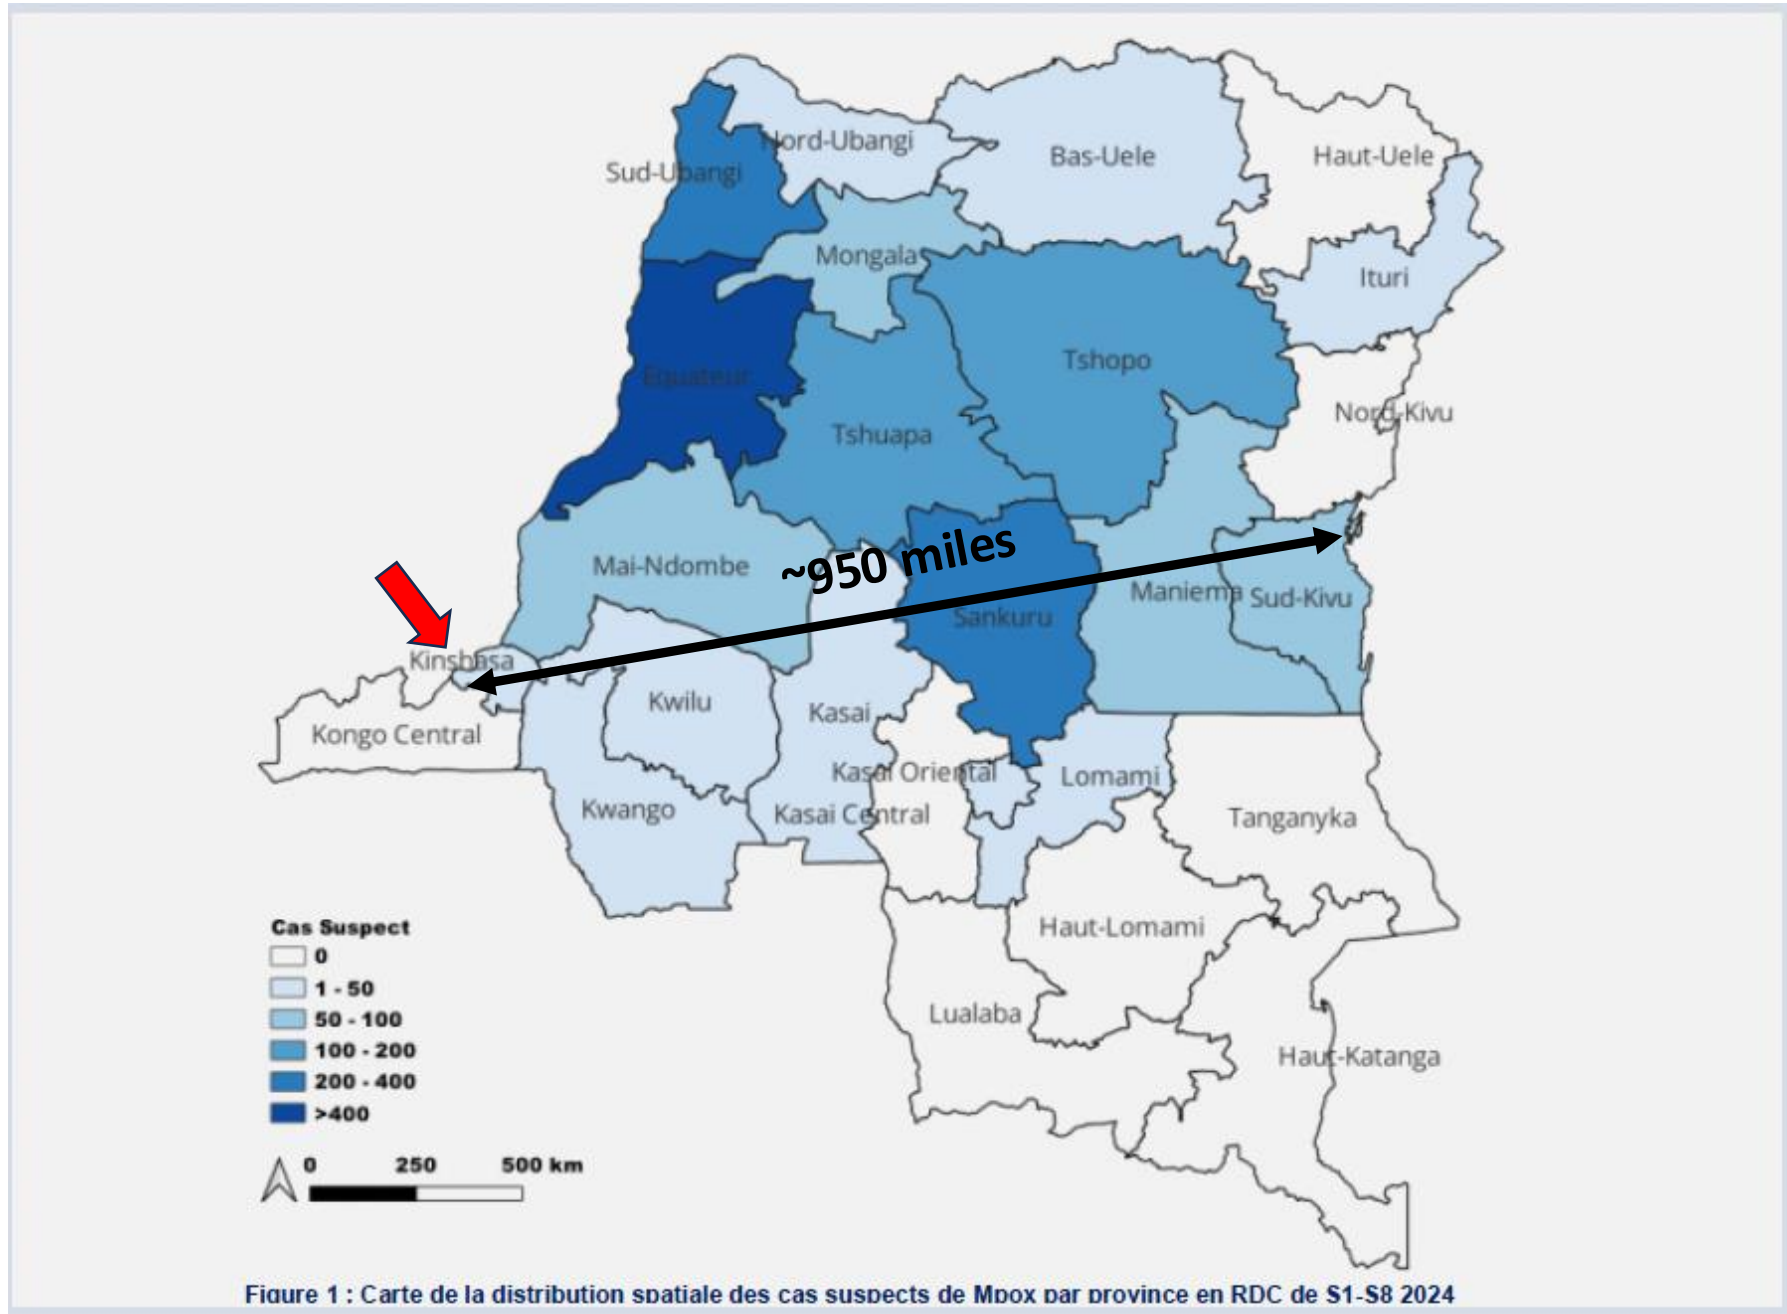 Nord-Ubangi
Bas-Uele
Haut-Uele
Sud-Ubangi
Mongala
Ituri
Tshopo
Equateur
Nord-Kivu
Tshuapa
~950 miles
Mai-Ndombe
Maniema
Sud-Kivu
Sankuru
Kinshasa
Kwilu
Kasai
Kongo Central
Kasai Oriental
Lomami
Kwango
Kasai Central
Tanganyika
Haut-Lomami
Lualaba
Haut-Katanga
Cas Suspect
0
1 - 50
50 - 100
100 - 200
200 - 400
>400
0 250 500 km
Figure 1 : Carte de la distribution spatiale des cas suspects de Mpox par province en RDC de S1-S8 2024